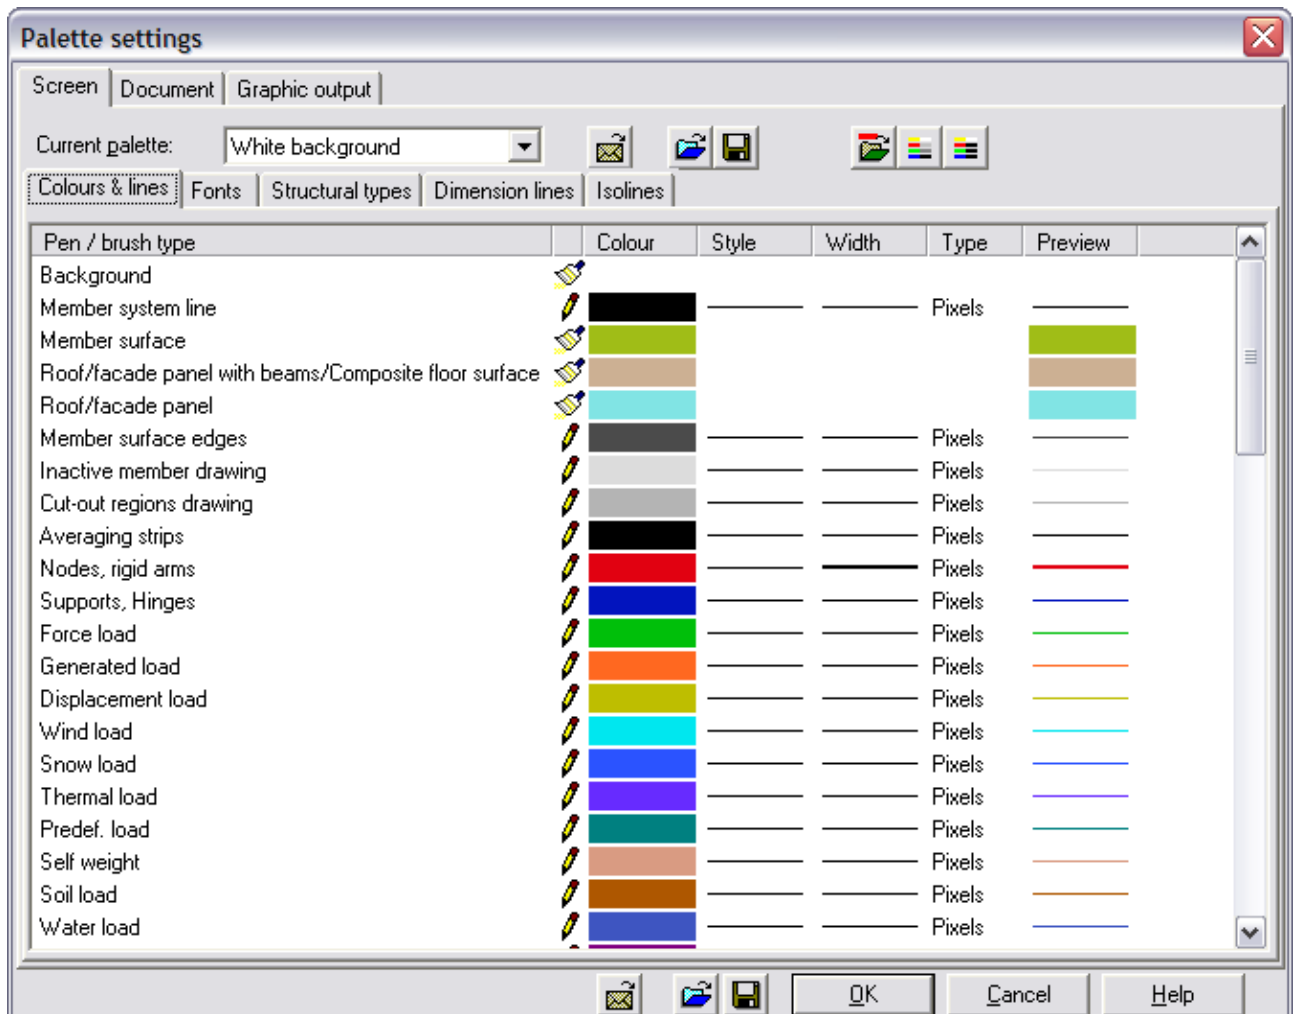 Palette settings
Screen Document Graphic output
Current palette: White background
Colours & lines Fonts Structural types Dimension lines Isolines
Pen / brush type Colour Style Width Type Preview
Background
Member system line Pixels
Member surface
Roof/facade panel with beams/Composite floor surface
Roof/facade panel
Member surface edges Pixels
Inactive member drawing Pixels
Cut-out regions drawing Pixels
Averaging strips Pixels
Nodes, rigid arms Pixels
Supports, Hinges Pixels
Force load Pixels
Generated load Pixels
Displacement load Pixels
Wind load Pixels
Snow load Pixels
Thermal load Pixels
Predef. load Pixels
Self weight Pixels
Soil load Pixels
Water load Pixels
OK Cancel Help